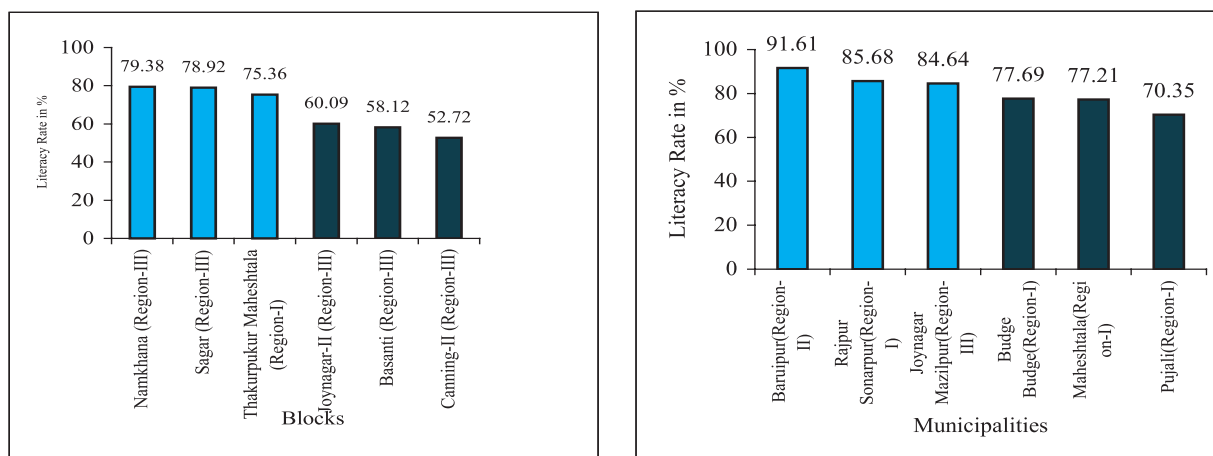 100
80
60
40
20
0
Literacy Rate in %
79.38
78.92
75.36
60.09
58.12
52.72
Namkhana (Region-III)
Sagar (Region-III)
Thakurpukur Maheshtala
(Region-I)
Joynagar-II (Region-III)
Basanti (Region-III)
Canning-II (Region-III)
Blocks
100
80
60
40
20
0
Literacy Rate in %
91.61
85.68
84.64
77.69
77.21
70.35
Baruipur(Region-
II)
Rajpur
Sonarpur(Region-
I)
Joynagar
Mazilpur(Region-
III)
Budge
Budge(Region-I)
Maheshtala(Regi
on-I)
Pujali(Region-I)
Municipalities